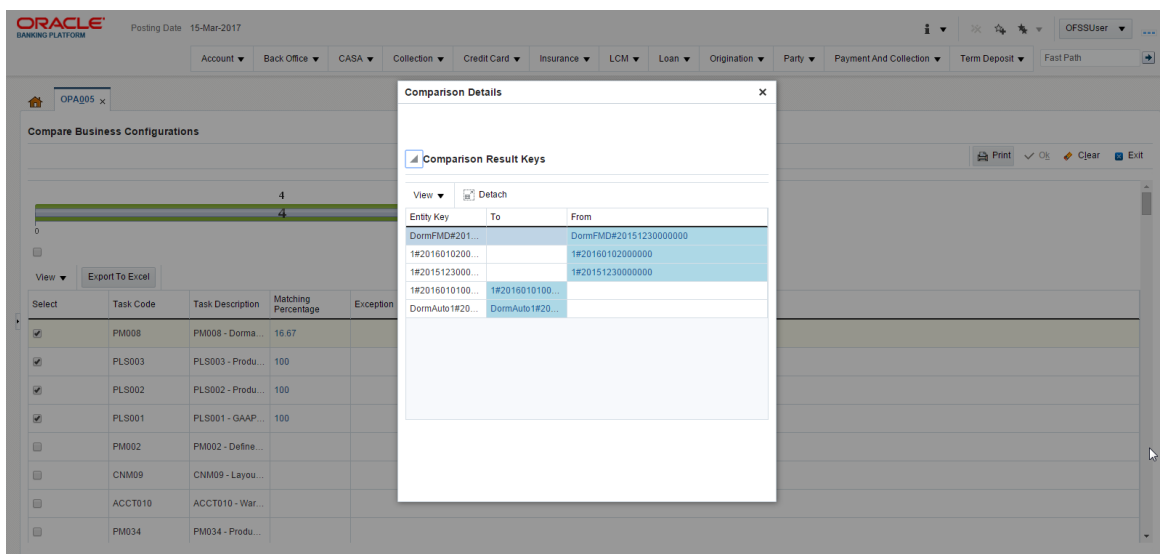 ORACLE
BANKING PLATFORM
Posting Date 15-Mar-2017
OFSSUser
Account Back Office CASA Collection Credit Card Insurance LCM Loan Origination Party Payment And Collection Term Deposit Fast Path
OPA005 x
Compare Business Configurations
Print Ok Clear Exit
4
4
0
View Export To Excel
Select Task Code Task Description Matching Percentage Exception
PM008 PM008 - Dorma... 16.67
PLS003 PLS003 - Produ... 100
PLS002 PLS002 - Produ... 100
PLS001 PLS001 - GAAP... 100
PM002 PM002 - Define...
CNM09 CNM09 - Layou...
ACCT010 ACCT010 - War...
PM034 PM034 - Produ...
Comparison Details x
Comparison Result Keys
View Detach
Entity Key To From
DormFMD#201... DormFMD#20151230000000
1#2016010200... 1#20160102000000
1#2015123000... 1#20151230000000
1#2016010100... 1#2016010100...
DormAuto1#20... DormAuto1#20...